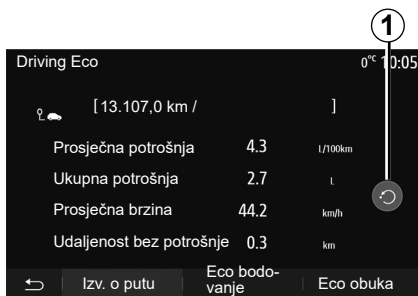 1
Driving Eco 0°C 10:05
[13.107,0 km / ]
Prosječna potrošnja 4.3 L/100km
Ukupna potrošnja 2.7 L
Prosječna brzina 44.2 km/h
Udaljenost bez potrošnje 0.3 km
Izv. o putu
Eco bodo-
vanje
Eco obuka